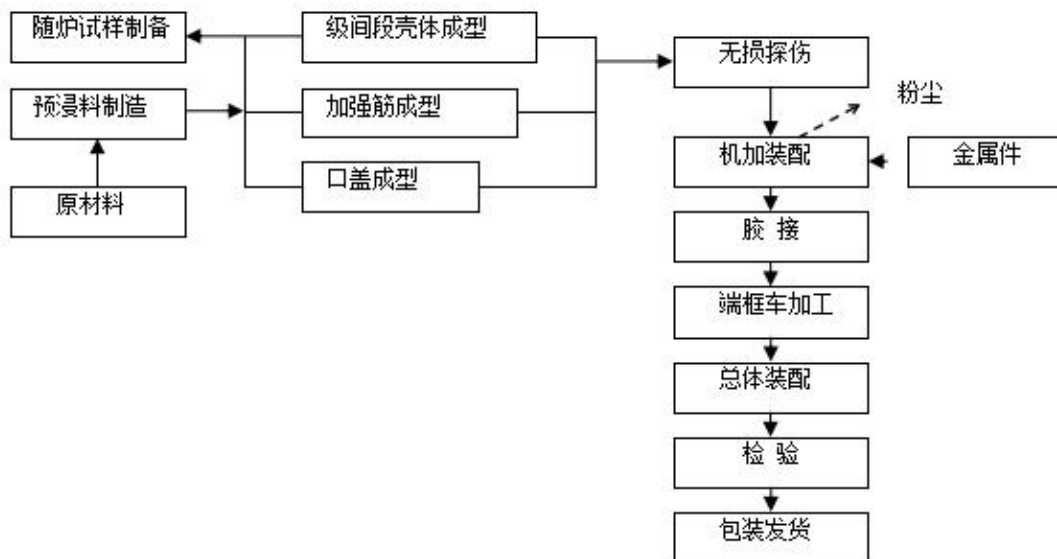 随炉试样制备
级间段壳体成型
无损探伤
预浸料制造
加强筋成型
粉尘
机加装配
金属件
口盖成型
原材料
胶 接
端框车加工
总体装配
检 验
包装发货